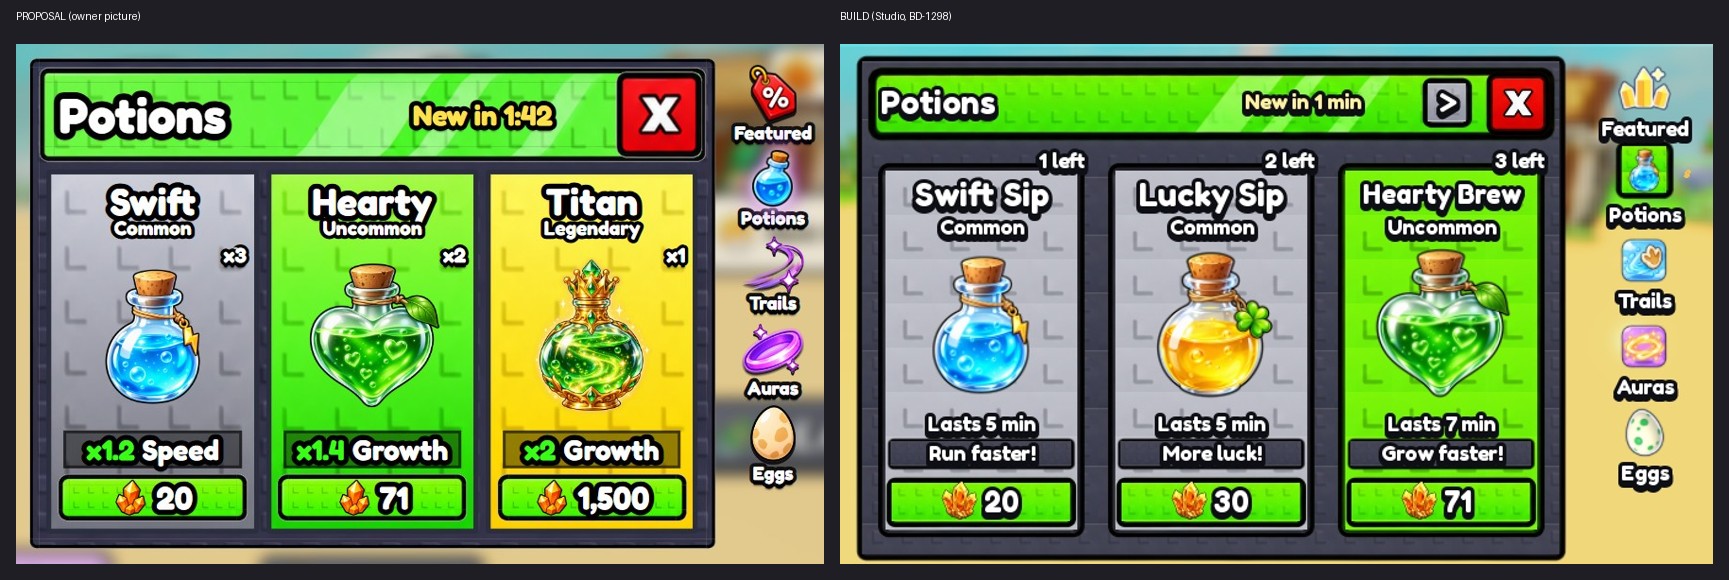 PROPOSAL (owner picture)
Potions
New in 1:42
X
Swift
Common
x3
x1.2 Speed
20
Hearty
Uncommon
x2
x1.4 Growth
71
Titan
Legendary
x1
x2 Growth
1,500
%
Featured
Potions
Trails
Auras
Eggs
BUILD (Studio, BD-1298)
Potions
New in 1 min
>
X
1 left
Swift Sip
Common
Lasts 5 min
Run faster!
20
2 left
Lucky Sip
Common
Lasts 5 min
More luck!
30
3 left
Hearty Brew
Uncommon
Lasts 7 min
Grow faster!
71
Featured
Potions
Trails
Auras
Eggs